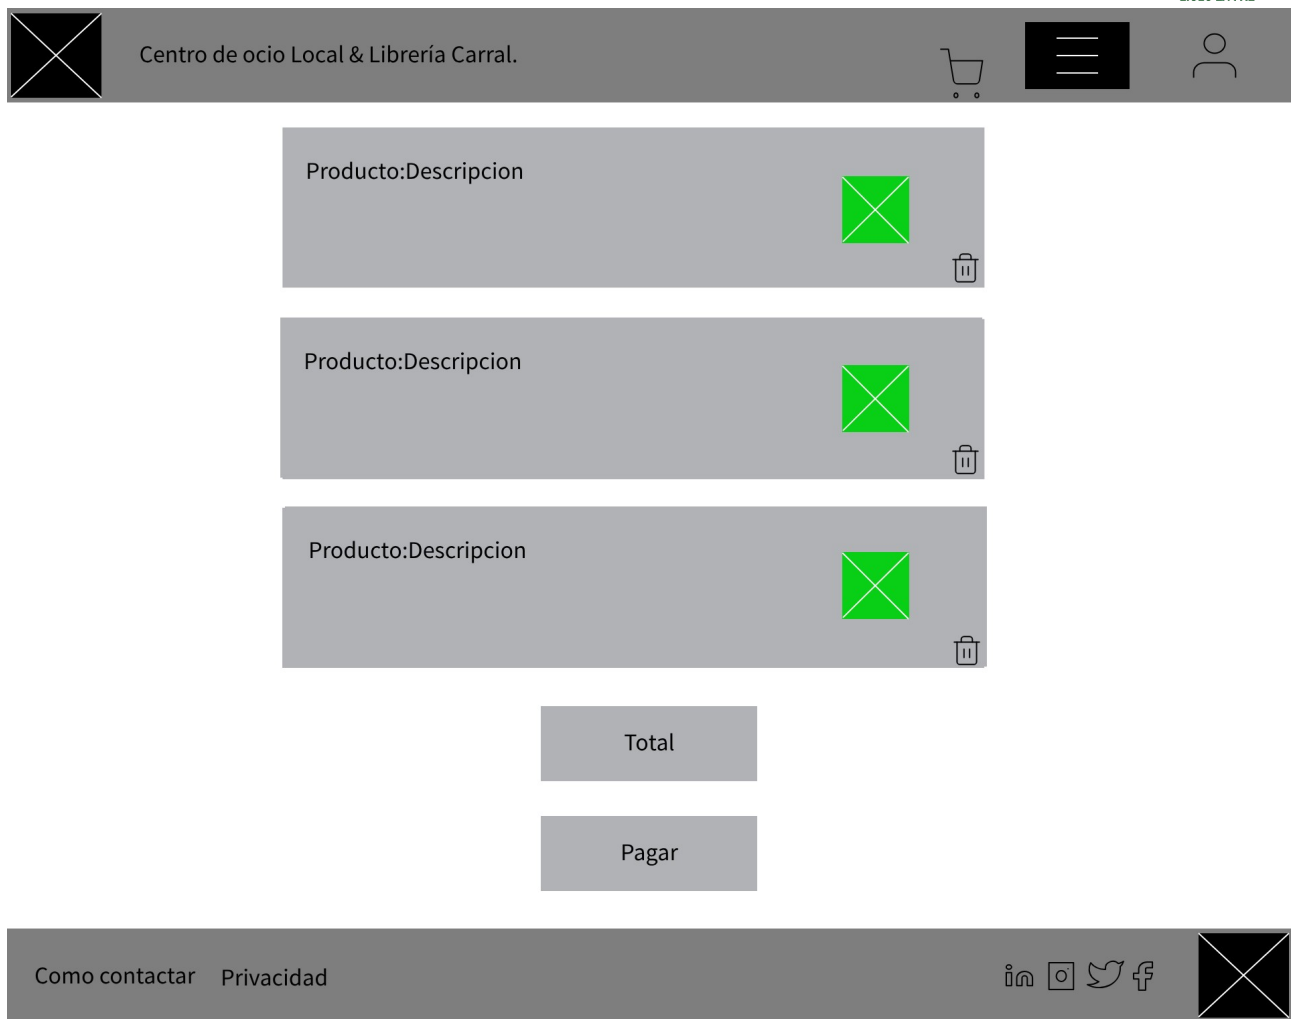 Centro de ocio Local & Librería Carral.
Producto:Descripcion
Producto:Descripcion
Producto:Descripcion
Total
Pagar
Como contactar Privacidad